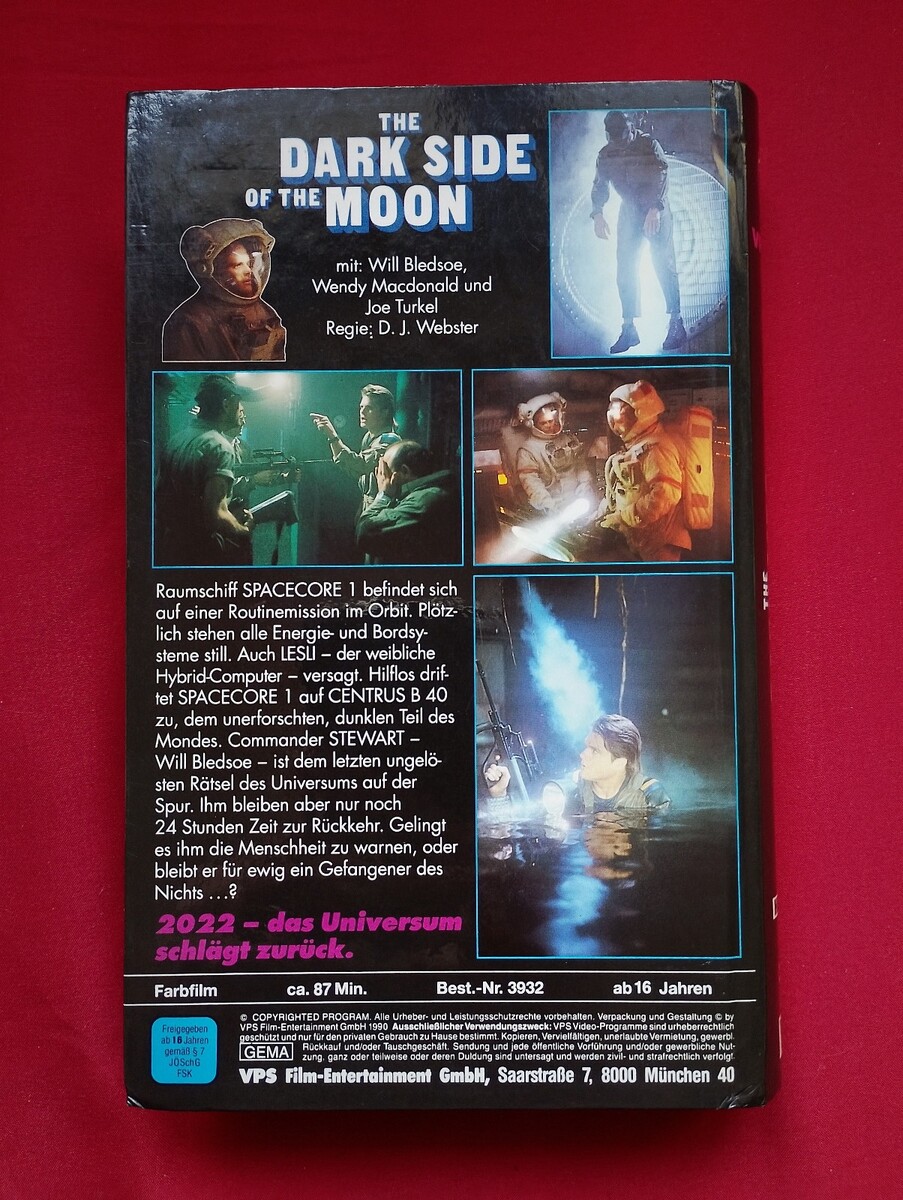 THE
DARK SIDE
OF THE MOON
mit: Will Bledsoe,
Wendy Macdonald und
Joe Turkel
Regie: D. J. Webster
Raumschiff SPACECORE 1 befindet sich
auf einer Routinemission im Orbit. Plötz-
lich stehen alle Energie- und Bordsy-
steme still. Auch LESLI – der weibliche
Hybrid-Computer – versagt. Hilflos drif-
tet SPACECORE 1 auf CENTRUS B 40
zu, dem unerforschten, dunklen Teil des
Mondes. Commander STEWART –
Will Bledsoe – ist dem letzten ungelö-
sten Rätsel des Universums auf der
Spur. Ihm bleiben aber nur noch
24 Stunden Zeit zur Rückkehr. Gelingt
es ihm die Menschheit zu warnen, oder
bleibt er für ewig ein Gefangener des
Nichts ...?
2022 – das Universum
schlägt zurück.
Farbfilm ca. 87 Min. Best.-Nr. 3932 ab 16 Jahren
Freigegeben
ab 16 Jahren
gemäß § 7
JÖSchG
FSK
© COPYRIGHTED PROGRAM. Alle Urheber- und Leistungsschutzrechte vorbehalten. Verpackung und Gestaltung © by
VPS Film-Entertainment GmbH 1990 Ausschließlicher Verwendungszweck: VPS Video-Programme sind urheberrechtlich
geschützt und nur für den privaten Gebrauch zu Hause bestimmt. Kopieren, Vervielfältigen, unerlaubte Vermietung, gewerbl.
GEMA Rückkauf und/oder Tauschgeschäft. Sendung und jede öffentliche Vorführung und/oder gewerbliche Nut-
zung, ganz oder teilweise oder deren Duldung sind untersagt und werden zivil- und strafrechtlich verfolgt.
VPS Film-Entertainment GmbH, Saarstraße 7, 8000 München 40
THE